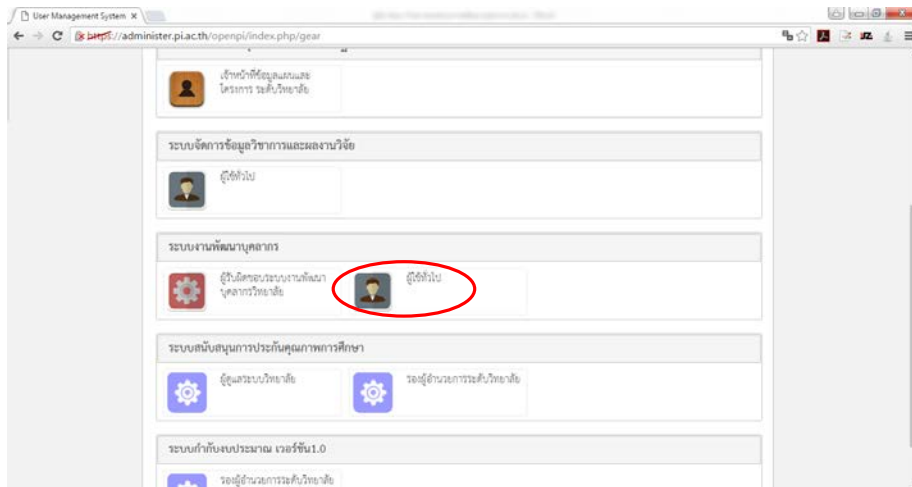 User Management System
https://administer.pi.ac.th/openpi/index.php/gear
เจ้าหน้าที่ข้อมูลแผนและ
โครงการ ระดับวิทยาลัย
ระบบจัดการข้อมูลวิชาการและผลงานวิจัย
ผู้ใช้ทั่วไป
ระบบงานพัฒนาบุคลากร
ผู้รับผิดชอบระบบงานพัฒนา
บุคลากรวิทยาลัย
ผู้ใช้ทั่วไป
ระบบสนับสนุนการประกันคุณภาพการศึกษา
ผู้ดูแลระบบวิทยาลัย
รองผู้อำนวยการระดับวิทยาลัย
ระบบกำกับงบประมาณ เวอร์ชัน1.0
รองผู้อำนวยการระดับวิทยาลัย